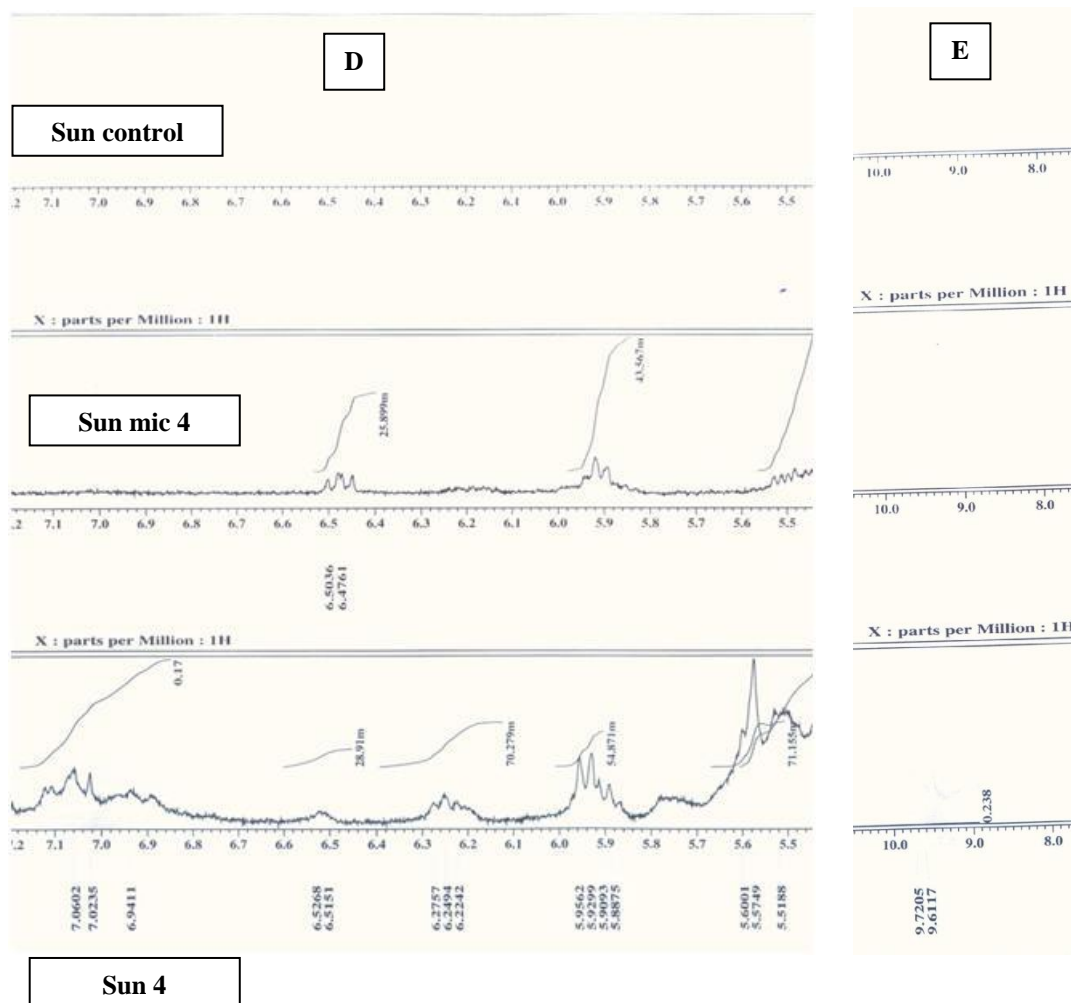 D
E
Sun control
.2 7.1 7.0 6.9 6.8 6.7 6.6 6.5 6.4 6.3 6.2 6.1 6.0 5.9 5.8 5.7 5.6 5.5
10.0 9.0 8.0
X : parts per Million : 1H
X : parts per Million : 1H
Sun mic 4
25.899m
43.567m
.2 7.1 7.0 6.9 6.8 6.7 6.6 6.5 6.4 6.3 6.2 6.1 6.0 5.9 5.8 5.7 5.6 5.5
10.0 9.0 8.0
6.5036
6.4761
X : parts per Million : 1H
X : parts per Million : 1H
0.17
28.91m
70.279m
54.871m
71.155m
0.238
.2 7.1 7.0 6.9 6.8 6.7 6.6 6.5 6.4 6.3 6.2 6.1 6.0 5.9 5.8 5.7 5.6 5.5
10.0 9.0 8.0
7.0602
7.0235
6.9411
6.5268
6.5151
6.2757
6.2494
6.2242
5.9562
5.9299
5.9093
5.8875
5.6001
5.5749
5.5188
9.7205
9.6117
Sun 4